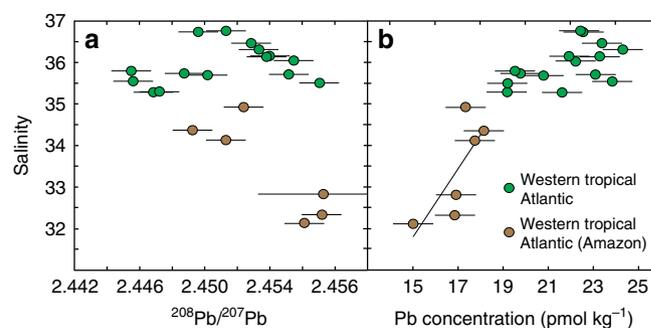 37
36
35
34
33
32
Salinity
a
2.442 2.446 2.450 2.454 2.456
²⁰⁸Pb/²⁰⁷Pb
b
Western tropical
Atlantic
Western tropical
Atlantic (Amazon)
15 17 19 21 23 25
Pb concentration (pmol kg⁻¹)